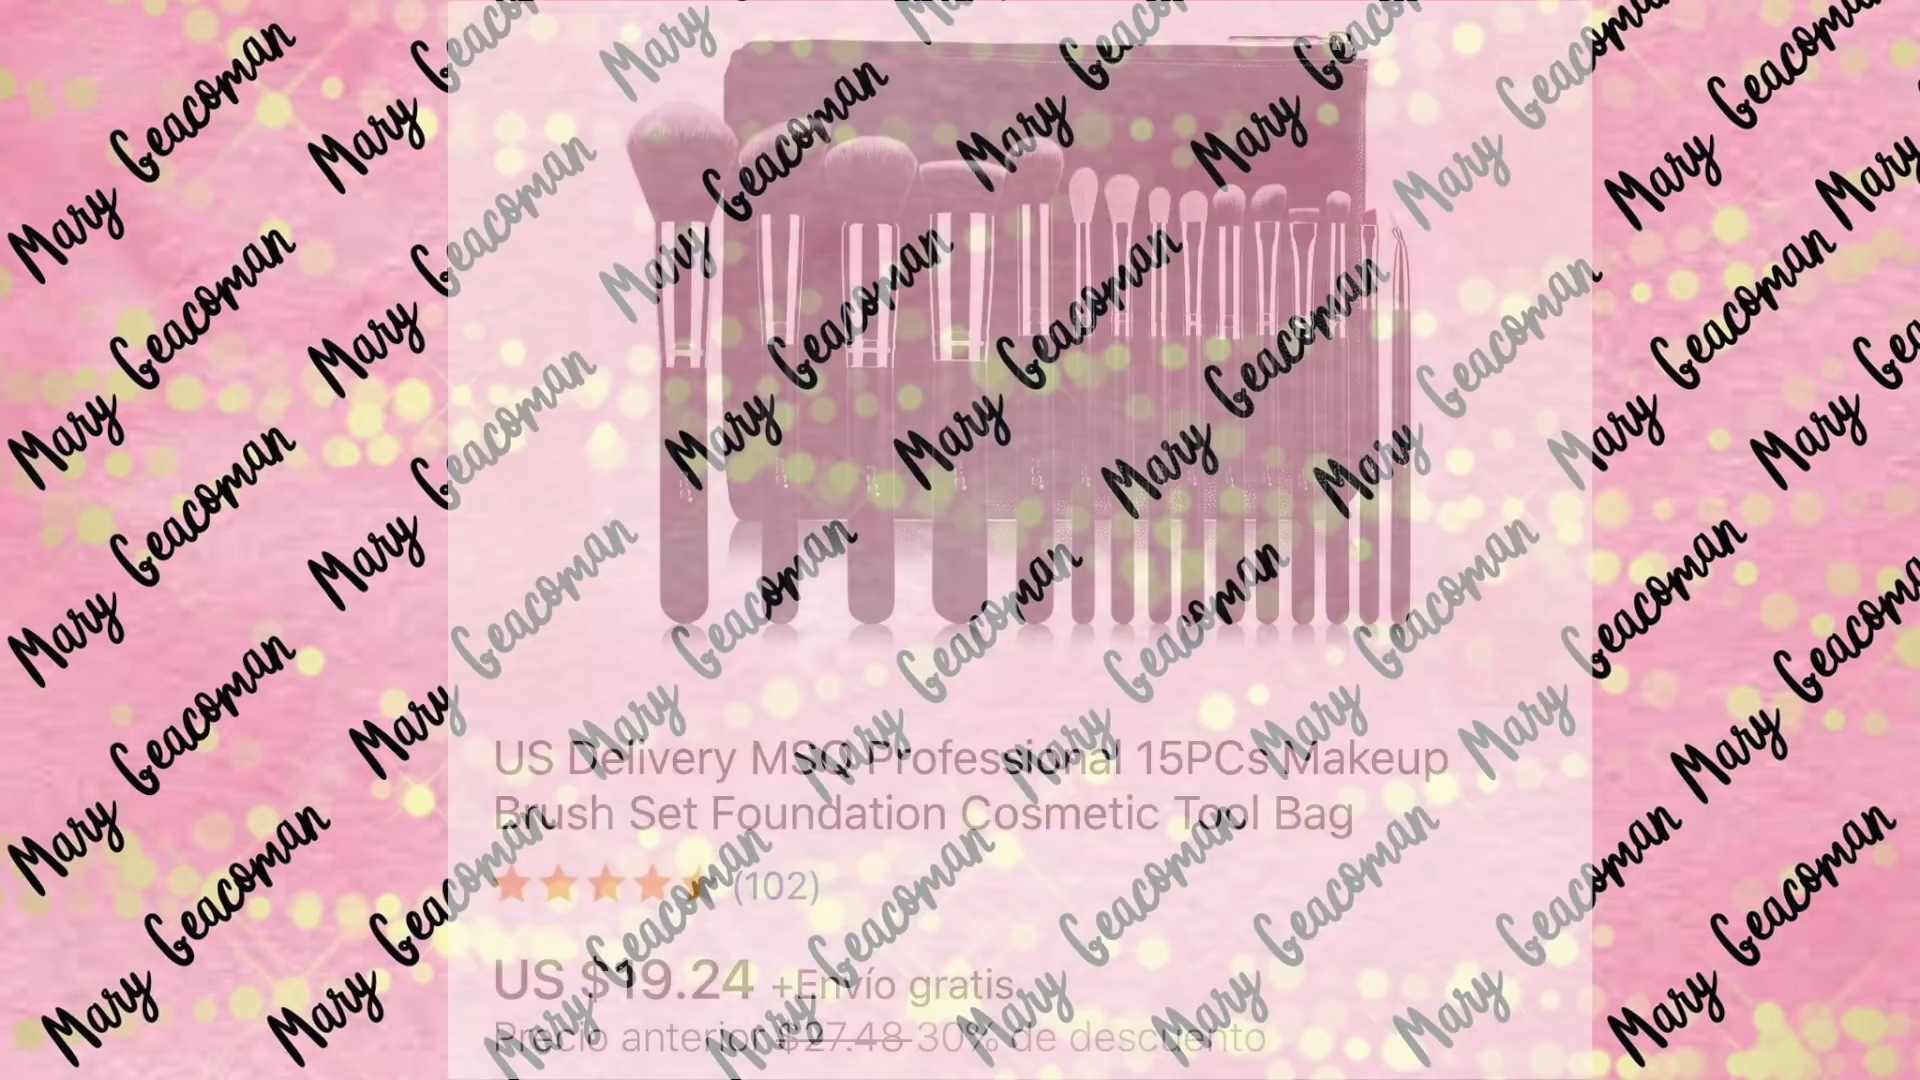 Mary Geacoman
US Delivery MSQ Professional 15PCs Makeup
Brush Set Foundation Cosmetic Tool Bag
(102)
US $19.24 +Envío gratis
Precio anterior $27.48 30% de descuento